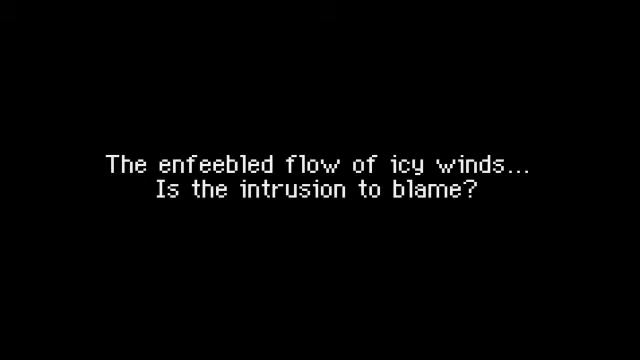 The enfeebled flow of icy winds...
Is the intrusion to blame?